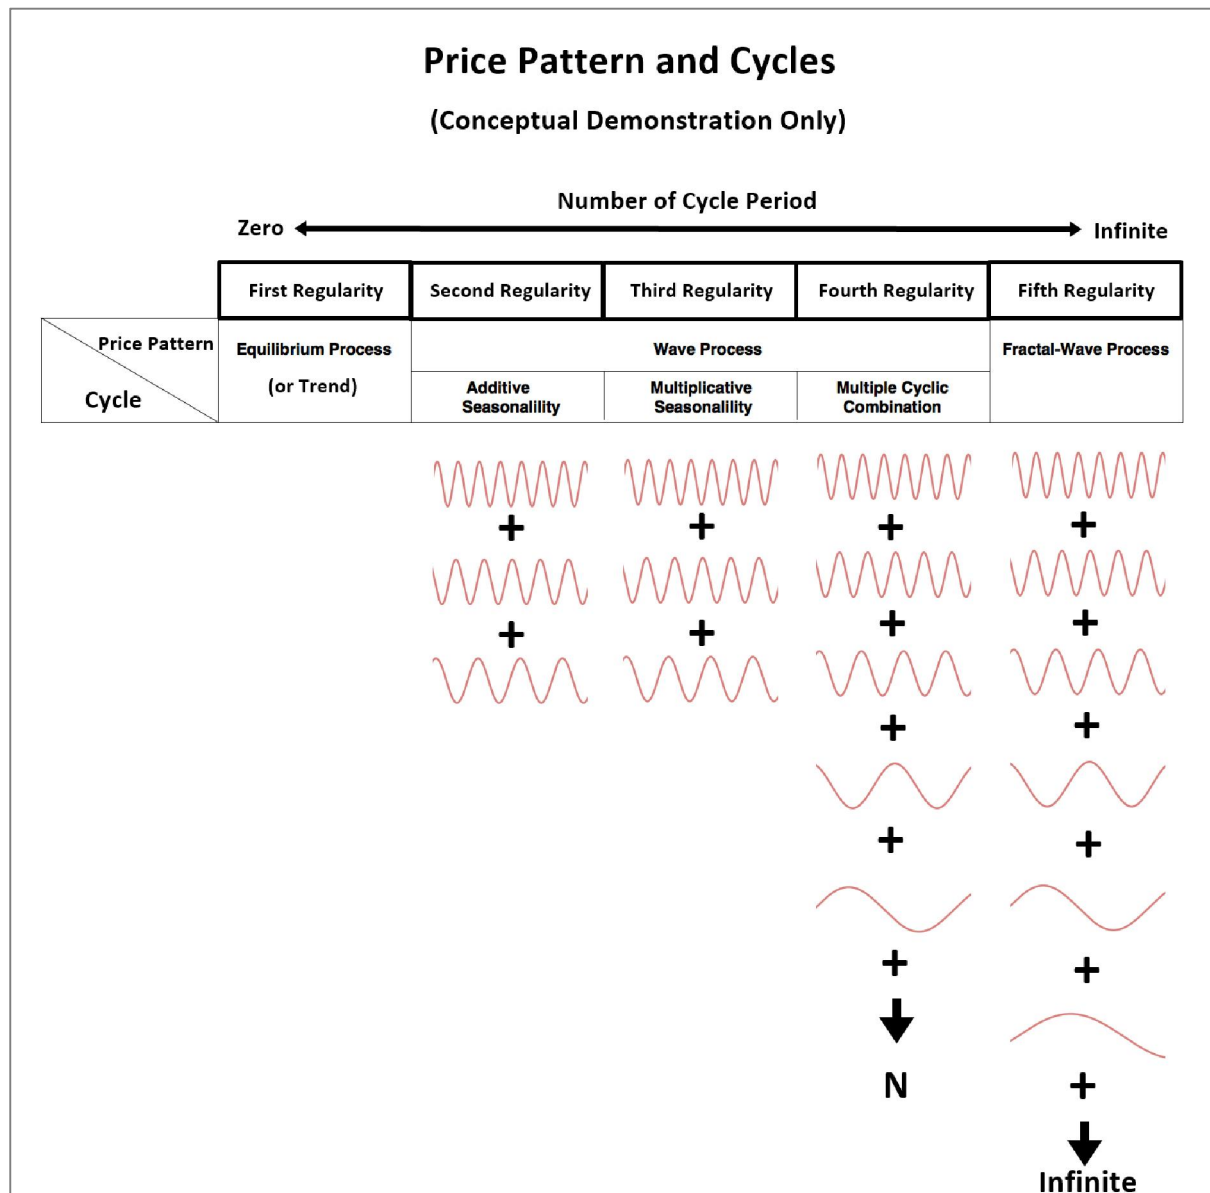 Price Pattern and Cycles
(Conceptual Demonstration Only)
Number of Cycle Period
Zero
Infinite
First Regularity
Second Regularity
Third Regularity
Fourth Regularity
Fifth Regularity
Price Pattern
Cycle
Equilibrium Process
(or Trend)
Wave Process
Fractal-Wave Process
Additive
Seasonalility
Multiplicative
Seasonalility
Multiple Cyclic
Combination
+ + + +
+ + + +
+ +
+ +
+ +
N
+
Infinite